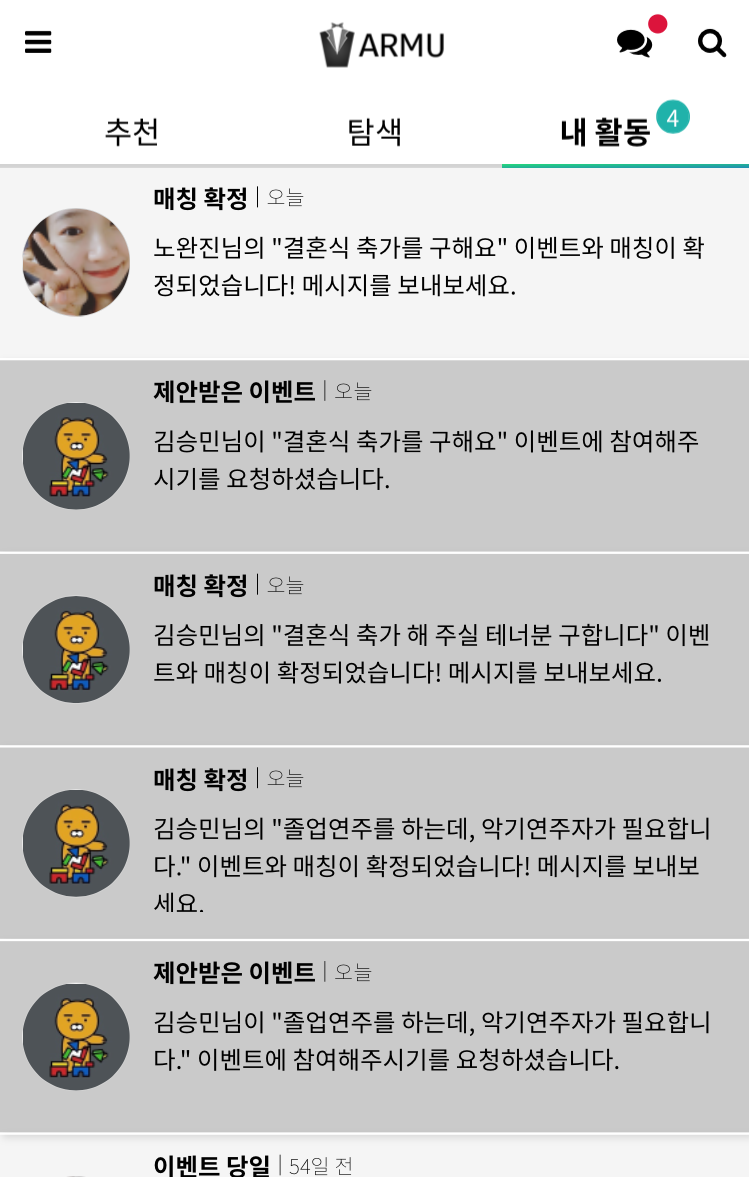 ARMU
추천 탐색 내 활동 4
매칭 확정 | 오늘
노완진님의 "결혼식 축가를 구해요" 이벤트와 매칭이 확
정되었습니다! 메시지를 보내보세요.
제안받은 이벤트 | 오늘
김승민님이 "결혼식 축가를 구해요" 이벤트에 참여해주
시기를 요청하셨습니다.
매칭 확정 | 오늘
김승민님의 "결혼식 축가 해 주실 테너분 구합니다" 이벤
트와 매칭이 확정되었습니다! 메시지를 보내보세요.
매칭 확정 | 오늘
김승민님의 "졸업연주를 하는데, 악기연주자가 필요합니
다." 이벤트와 매칭이 확정되었습니다! 메시지를 보내보
세요.
제안받은 이벤트 | 오늘
김승민님이 "졸업연주를 하는데, 악기연주자가 필요합니
다." 이벤트에 참여해주시기를 요청하셨습니다.
이벤트 당일 | 54일 전